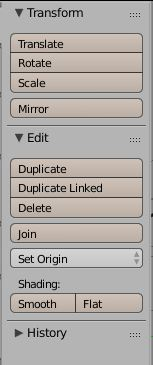 Transform
Translate
Rotate
Scale
Mirror
Edit
Duplicate
Duplicate Linked
Delete
Join
Set Origin
Shading:
Smooth Flat
History